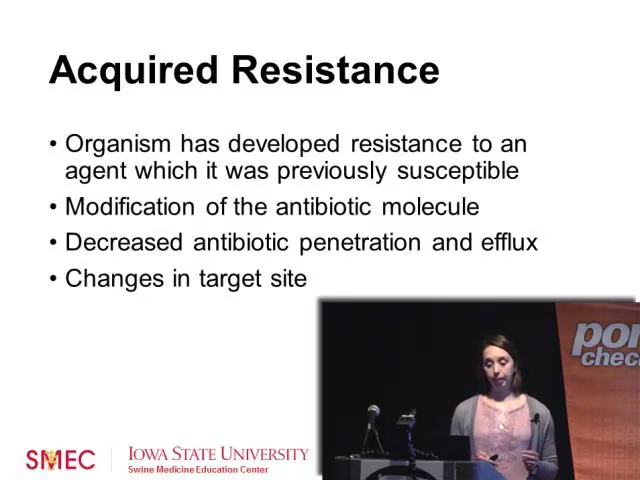 Acquired Resistance
• Organism has developed resistance to an
agent which it was previously susceptible
• Modification of the antibiotic molecule
• Decreased antibiotic penetration and efflux
• Changes in target site
por
check
SMEC
IOWA STATE UNIVERSITY
Swine Medicine Education Center